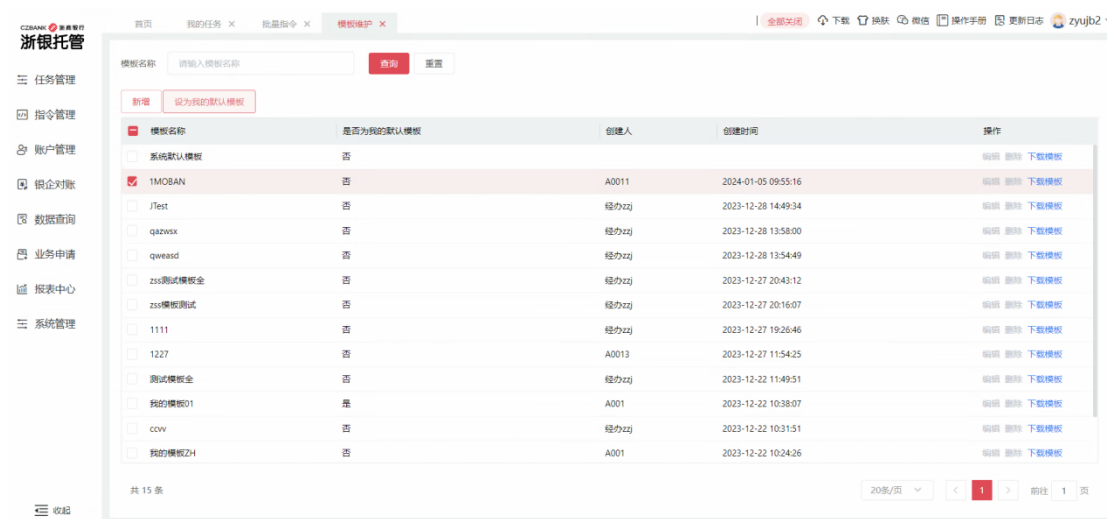 CZBANK 浙商银行
浙银托管
首页 我的任务 × 批量指令 × 模板维护 ×
全部关闭 下载 换肤 微信 操作手册 更新日志 zyujb2
任务管理
指令管理
账户管理
银企对账
数据查询
业务申请
报表中心
系统管理
收起
模板名称 请输入模板名称 查询 重置
新增 设为我的默认模板
模板名称 是否为我的默认模板 创建人 创建时间 操作
系统默认模板 否 编辑 删除 下载模板
1MOBAN 否 A0011 2024-01-05 09:55:16 编辑 删除 下载模板
JTest 否 经办zzj 2023-12-28 14:49:34 编辑 删除 下载模板
qazwsx 否 经办zzj 2023-12-28 13:58:00 编辑 删除 下载模板
qweasd 否 经办zzj 2023-12-28 13:54:49 编辑 删除 下载模板
zss测试模板全 否 经办zzj 2023-12-27 20:43:12 编辑 删除 下载模板
zss模板测试 否 经办zzj 2023-12-27 20:16:07 编辑 删除 下载模板
1111 否 经办zzj 2023-12-27 19:26:46 编辑 删除 下载模板
1227 否 A0013 2023-12-27 11:54:25 编辑 删除 下载模板
测试模板全 否 经办zzj 2023-12-22 11:49:51 编辑 删除 下载模板
我的模板01 是 A001 2023-12-22 10:38:07 编辑 删除 下载模板
ccvv 否 经办zzj 2023-12-22 10:31:51 编辑 删除 下载模板
我的模板ZH 否 A001 2023-12-22 10:24:26 编辑 删除 下载模板
共 15 条 20条/页 < 1 > 前往 1 页